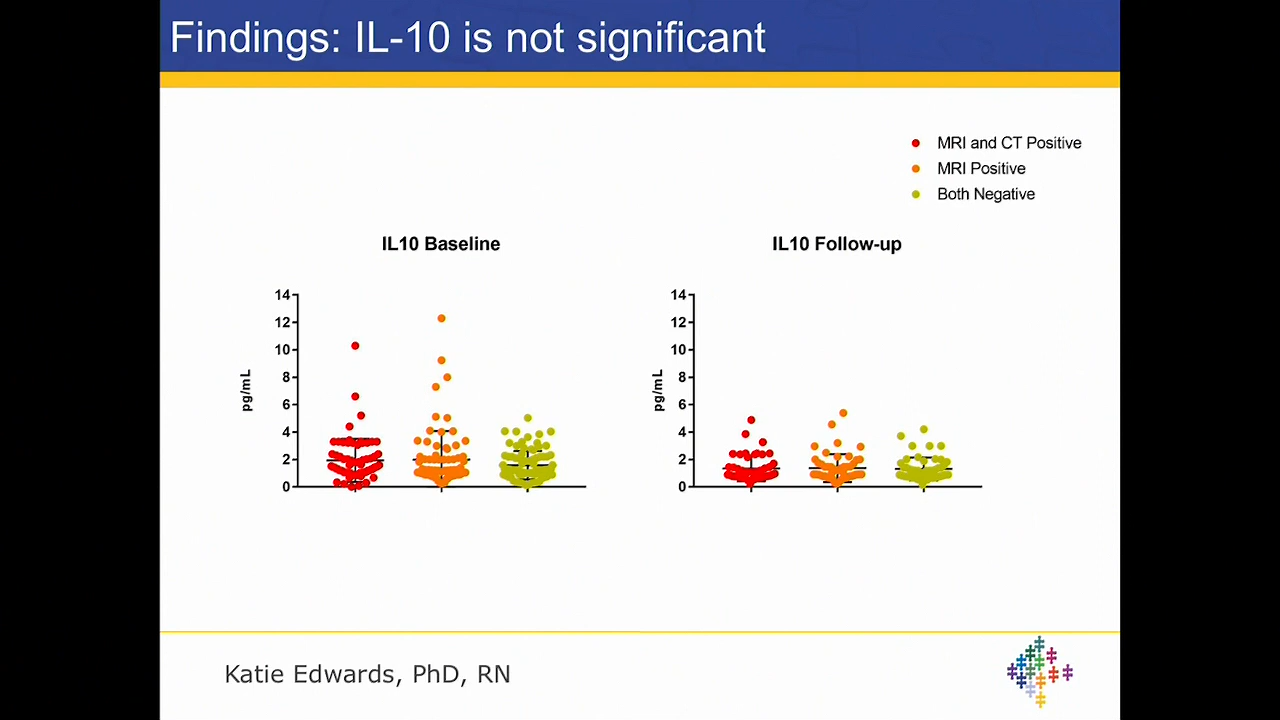 Findings: IL-10 is not significant
MRI and CT Positive
MRI Positive
Both Negative
IL10 Baseline
IL10 Follow-up
14
12
10
8
6
4
2
0
pg/mL
14
12
10
8
6
4
2
0
pg/mL
Katie Edwards, PhD, RN